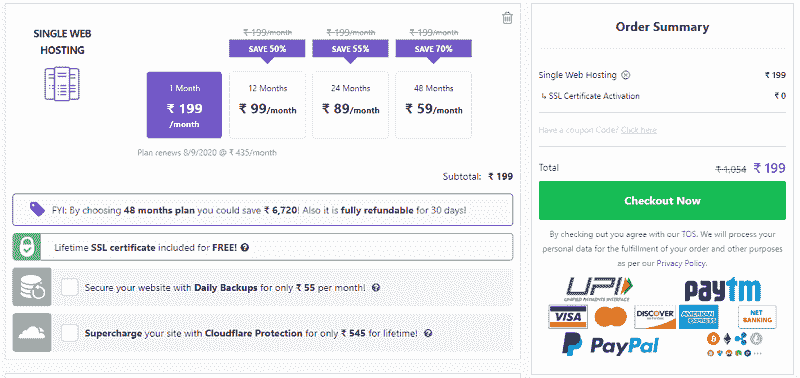 SINGLE WEB
HOSTING
₹ 199/month
SAVE 50%
₹ 199/month
SAVE 55%
₹ 199/month
SAVE 70%
1 Month
₹ 199
/month
12 Months
₹ 99/month
24 Months
₹ 89/month
48 Months
₹ 59/month
Plan renews 8/9/2020 @ ₹ 435/month
Subtotal: ₹ 199
FYI: By choosing 48 months plan you could save ₹ 6,720! Also it is fully refundable for 30 days!
Lifetime SSL certificate included for FREE!
Secure your website with Daily Backups for only ₹ 55 per month!
Supercharge your site with Cloudflare Protection for only ₹ 545 for lifetime!
Order Summary
Single Web Hosting ₹ 199
SSL Certificate Activation ₹ 0
Have a coupon Code? Click here
Total ₹ 1,054 ₹ 199
Checkout Now
By checking out you agree with our TOS. We will process your
personal data for the fulfillment of your order and other purposes
as per our Privacy Policy.
UPI
UNIFIED PAYMENTS INTERFACE
paytm
VISA
DISCOVER
AMERICAN
EXPRESS
NET
BANKING
PayPal